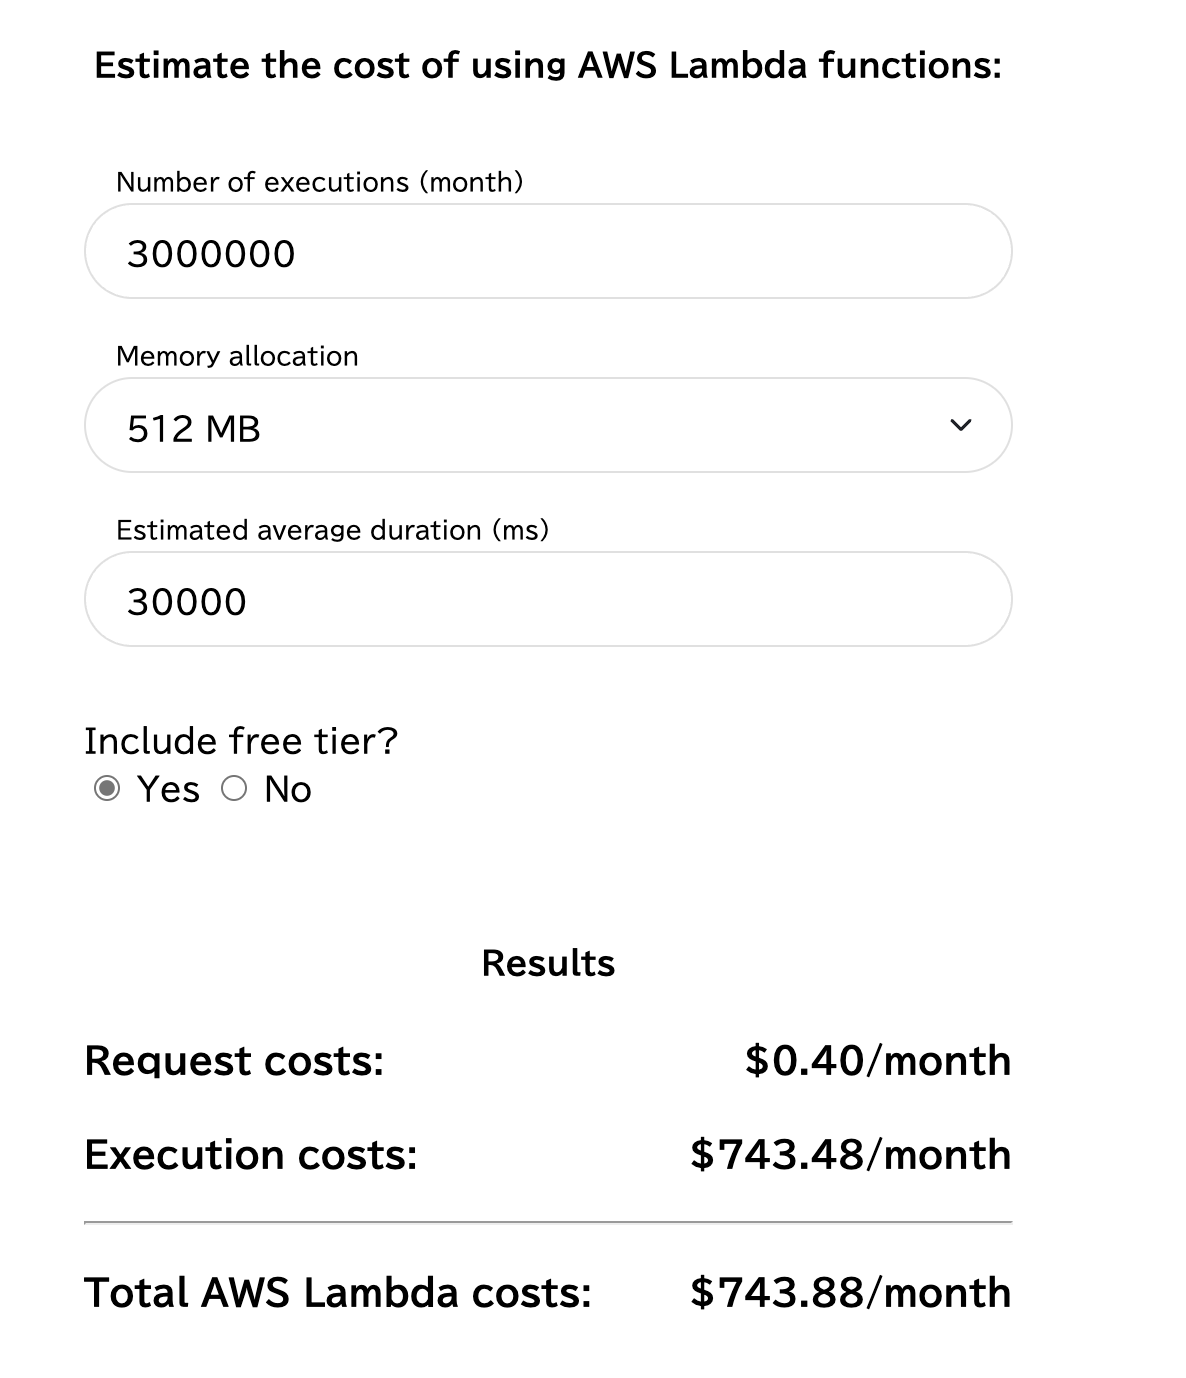 Estimate the cost of using AWS Lambda functions:
Number of executions (month)
3000000
Memory allocation
512 MB
Estimated average duration (ms)
30000
Include free tier?
Yes No
Results
Request costs: $0.40/month
Execution costs: $743.48/month
Total AWS Lambda costs: $743.88/month